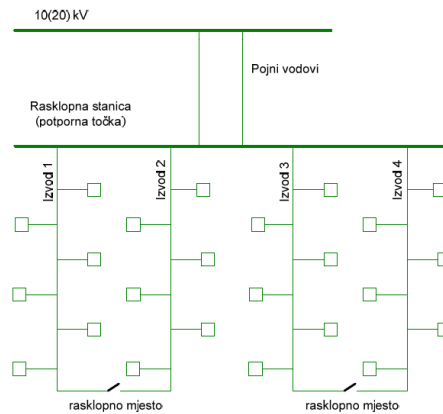 10(20) kV
Pojni vodovi
Rasklopna stanica
(potporna točka)
Izvod 1
Izvod 2
Izvod 3
Izvod 4
rasklopno mjesto
rasklopno mjesto